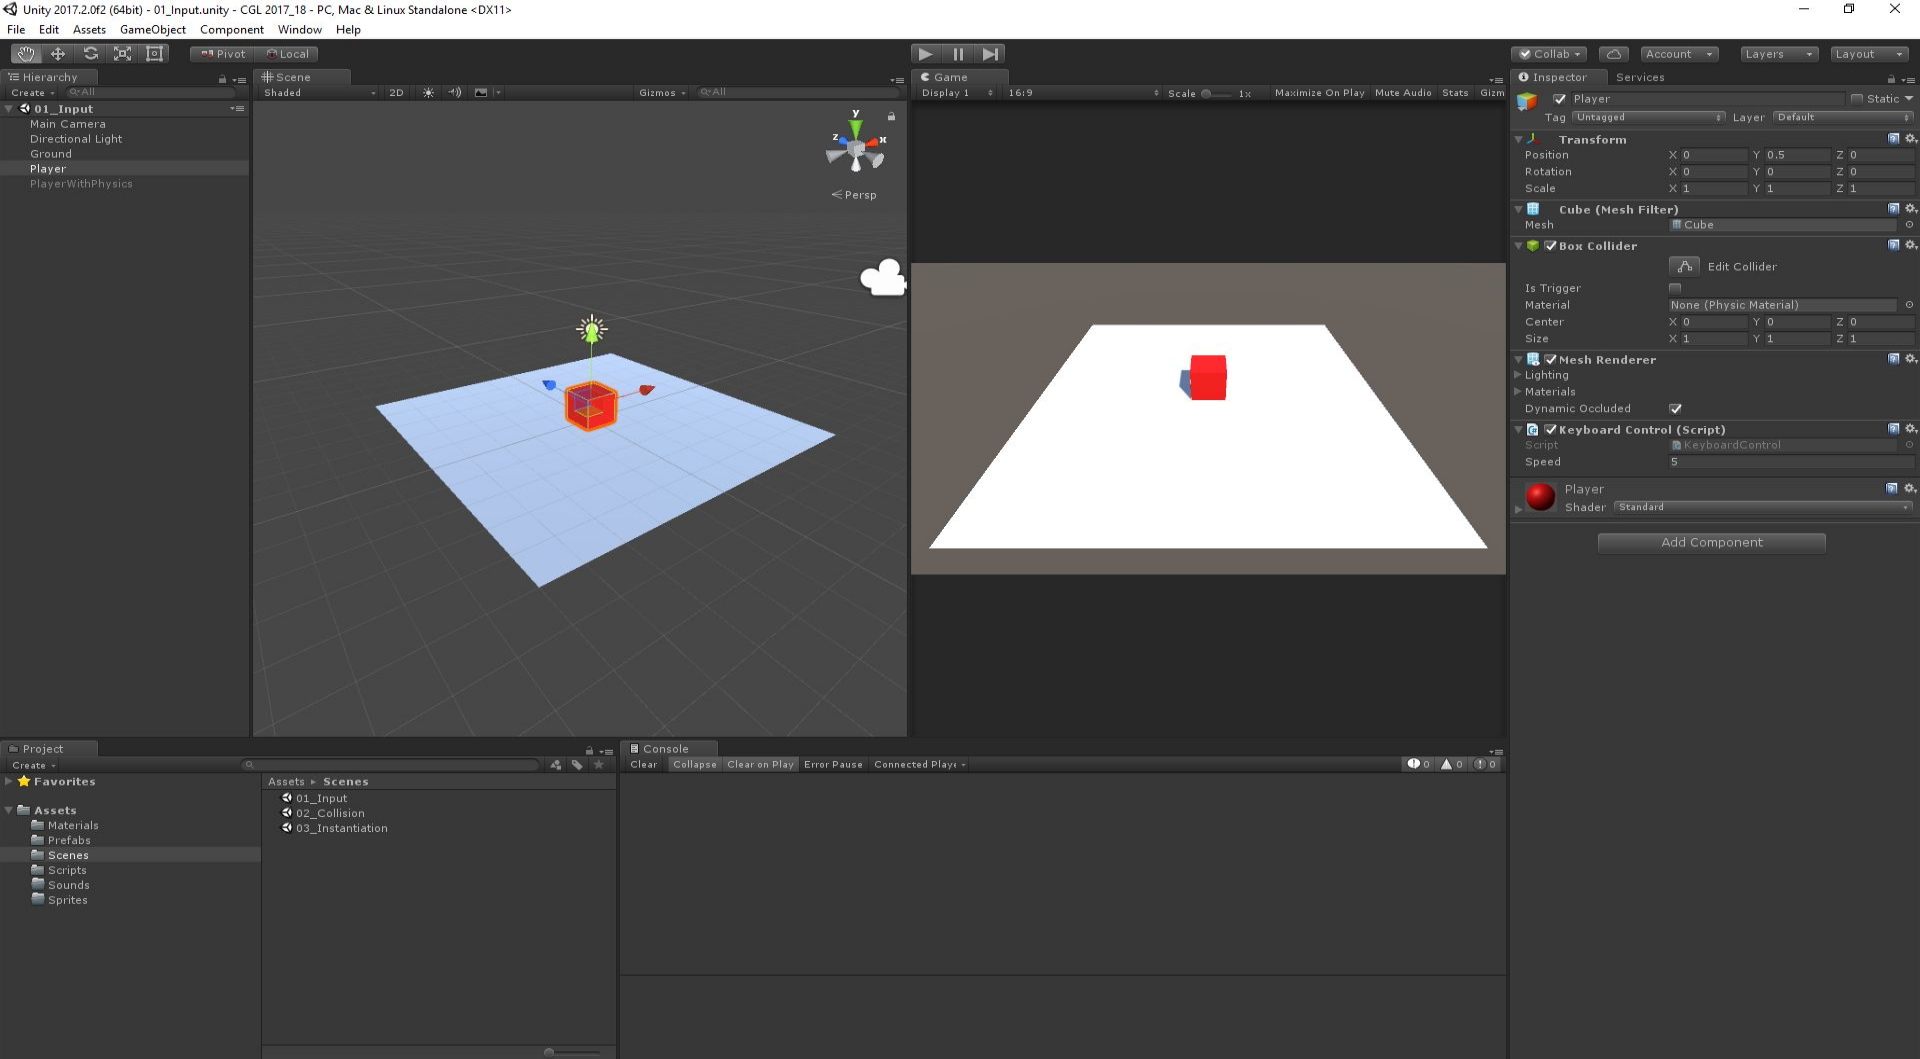 Unity 2017.2.0f2 (64bit) - 01_Input.unity - CGL 2017_18 - PC, Mac & Linux Standalone <DX11>
File Edit Assets GameObject Component Window Help
Pivot Local
Collab Account Layers Layout
Hierarchy
Create All
01_Input
Main Camera
Directional Light
Ground
Player
PlayerWithPhysics
Scene
Shaded 2D Gizmos All
y
z x
Persp
Game
Display 1 16:9 Scale 1x Maximize On Play Mute Audio Stats Gizm
Inspector Services
Player Static
Tag Untagged Layer Default
Transform
Position X 0 Y 0.5 Z 0
Rotation X 0 Y 0 Z 0
Scale X 1 Y 1 Z 1
Cube (Mesh Filter)
Mesh Cube
Box Collider
Edit Collider
Is Trigger
Material None (Physic Material)
Center X 0 Y 0 Z 0
Size X 1 Y 1 Z 1
Mesh Renderer
Lighting
Materials
Dynamic Occluded
Keyboard Control (Script)
Script KeyboardControl
Speed 5
Player
Shader Standard
Add Component
Project
Create
Favorites
Assets
Materials
Prefabs
Scenes
Scripts
Sounds
Sprites
Assets Scenes
01_Input
02_Collision
03_Instantiation
Console
Clear Collapse Clear on Play Error Pause Connected Playe
0 0 0